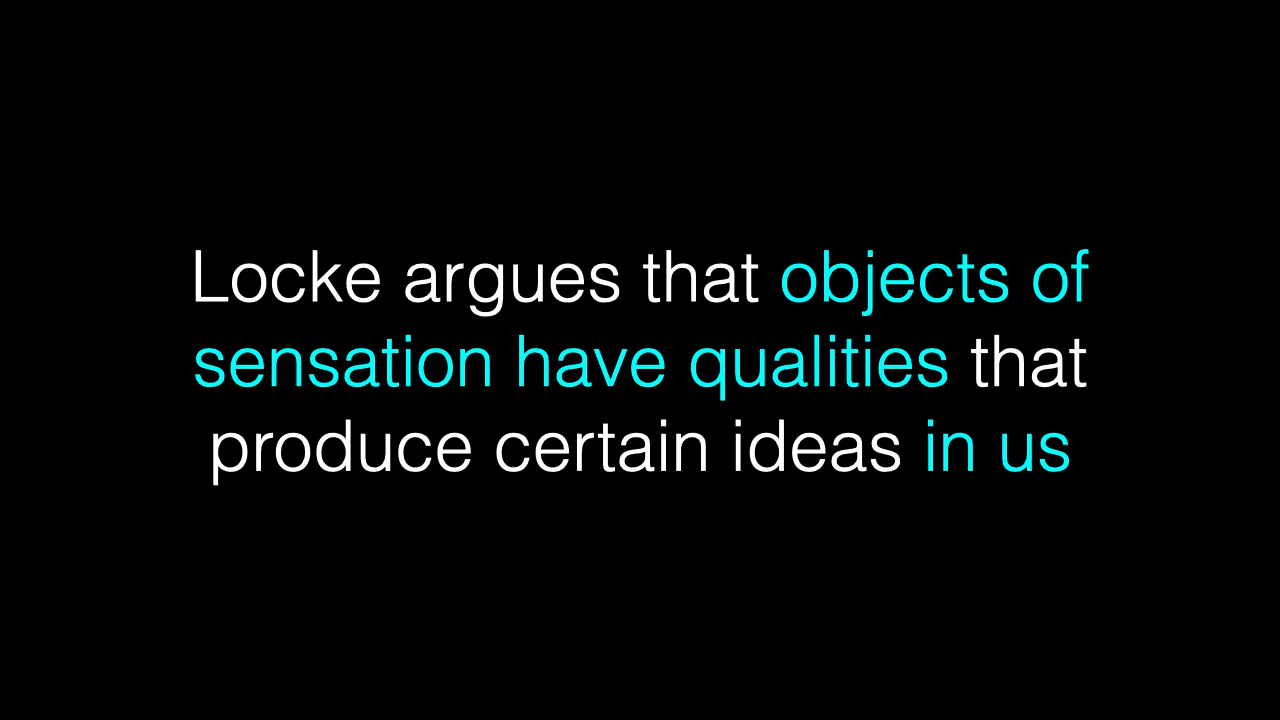 Locke argues that objects of
sensation have qualities that
produce certain ideas in us